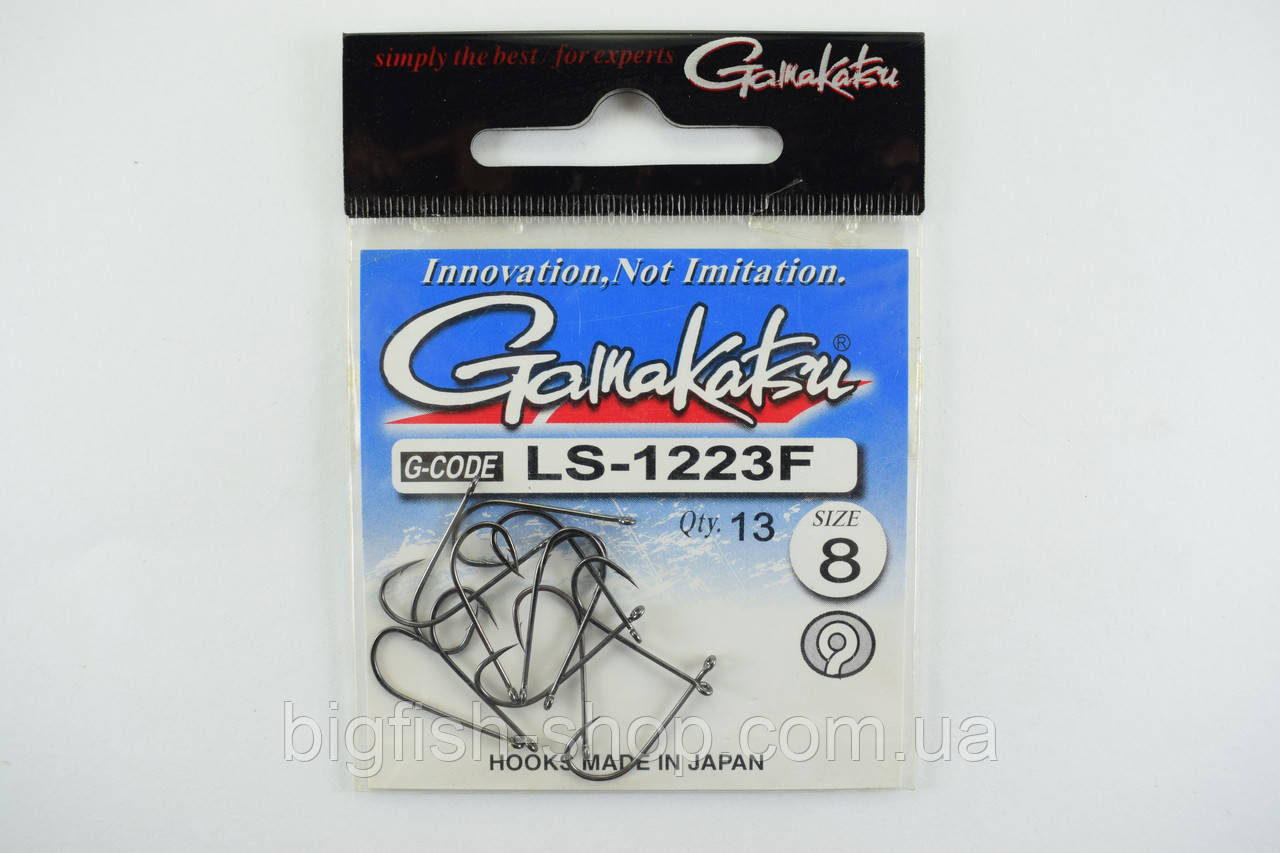 simply the best / for experts
Gamakatsu
Innovation,Not Imitation.
Gamakatsu®
G-CODE LS-1223F
Qty. 13
SIZE
8
bigfish-shop.com.ua
HOOKS MADE IN JAPAN